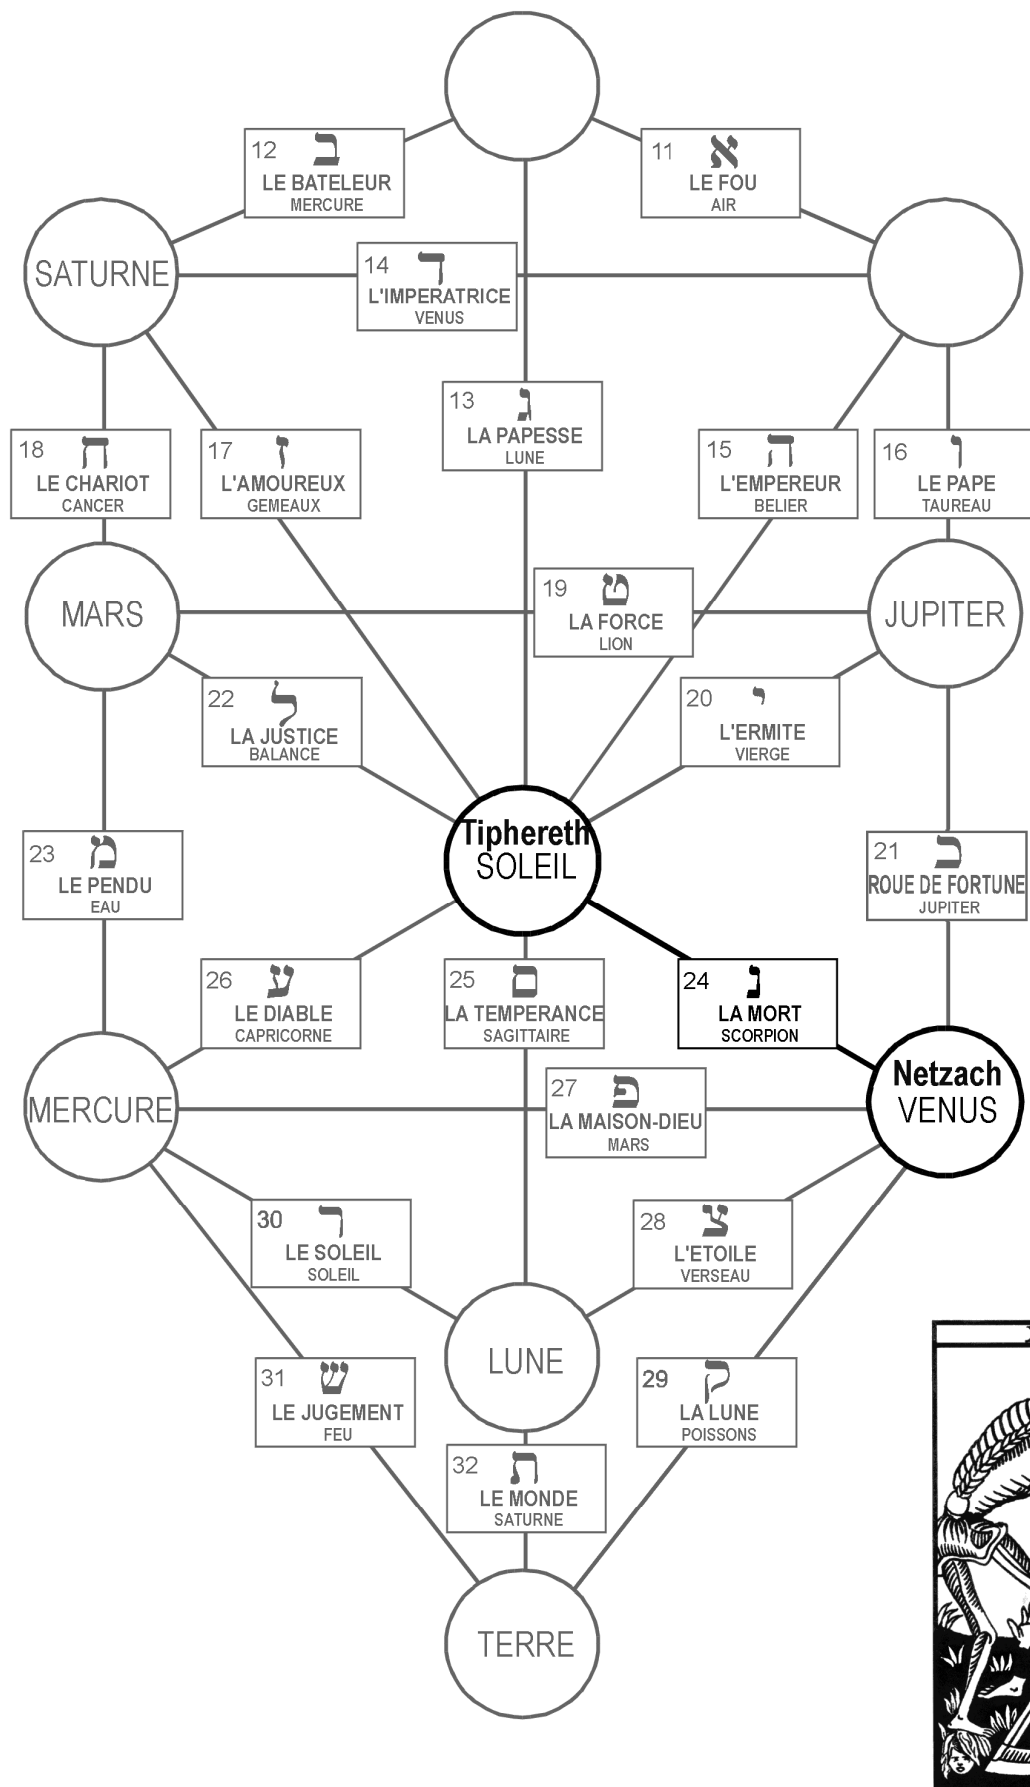 12 ב
LE BATELEUR
MERCURE
11 א
LE FOU
AIR
SATURNE
14 ד
L'IMPERATRICE
VENUS
13 ג
LA PAPESSE
LUNE
18 ח
LE CHARIOT
CANCER
17 ז
L'AMOUREUX
GEMEAUX
15 ה
L'EMPEREUR
BELIER
16 ו
LE PAPE
TAUREAU
MARS
19 ט
LA FORCE
LION
JUPITER
22 ל
LA JUSTICE
BALANCE
20 י
L'ERMITE
VIERGE
Tiphereth
SOLEIL
23 מ
LE PENDU
EAU
21 כ
ROUE DE FORTUNE
JUPITER
26 ע
LE DIABLE
CAPRICORNE
25 ם
LA TEMPERANCE
SAGITTAIRE
24 נ
LA MORT
SCORPION
Netzach
VENUS
MERCURE
27 פ
LA MAISON-DIEU
MARS
30 ר
LE SOLEIL
SOLEIL
28 צ
L'ETOILE
VERSEAU
LUNE
31 ש
LE JUGEMENT
FEU
29 ק
LA LUNE
POISSONS
32 ת
LE MONDE
SATURNE
TERRE